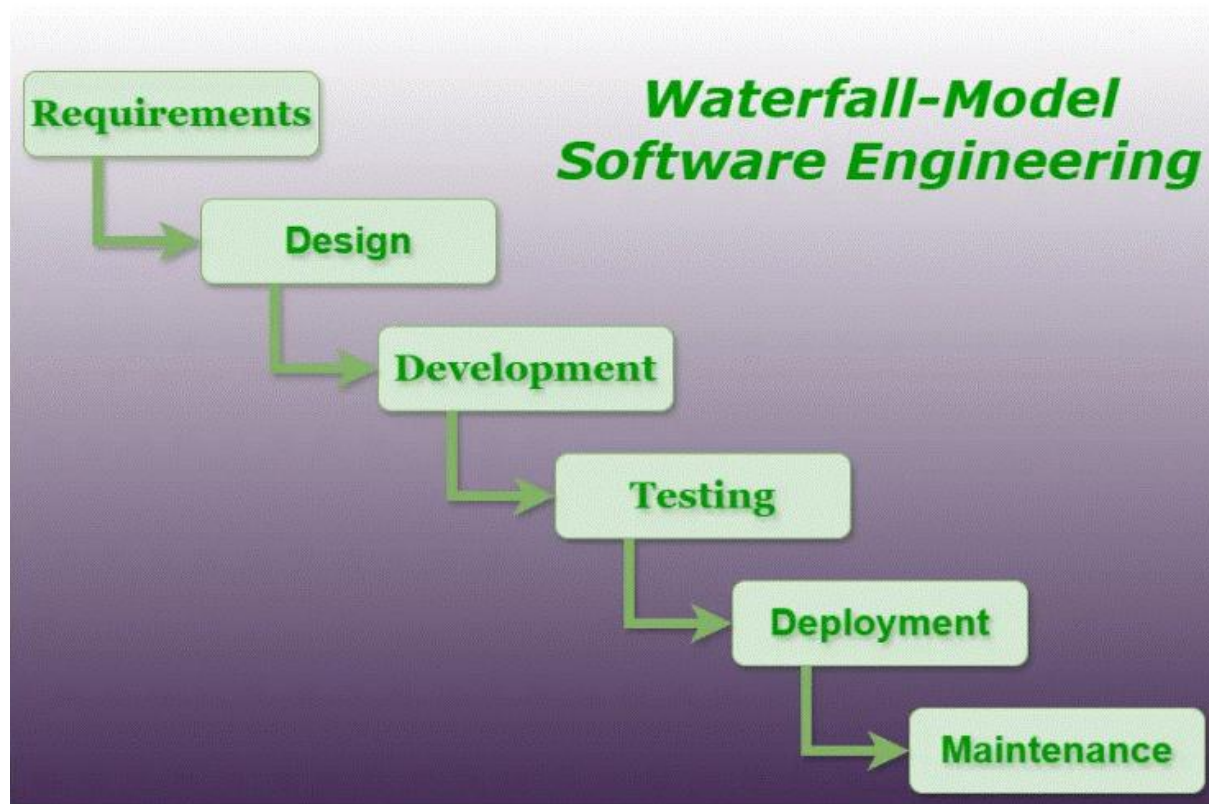 Waterfall-Model
Software Engineering
Requirements
Design
Development
Testing
Deployment
Maintenance